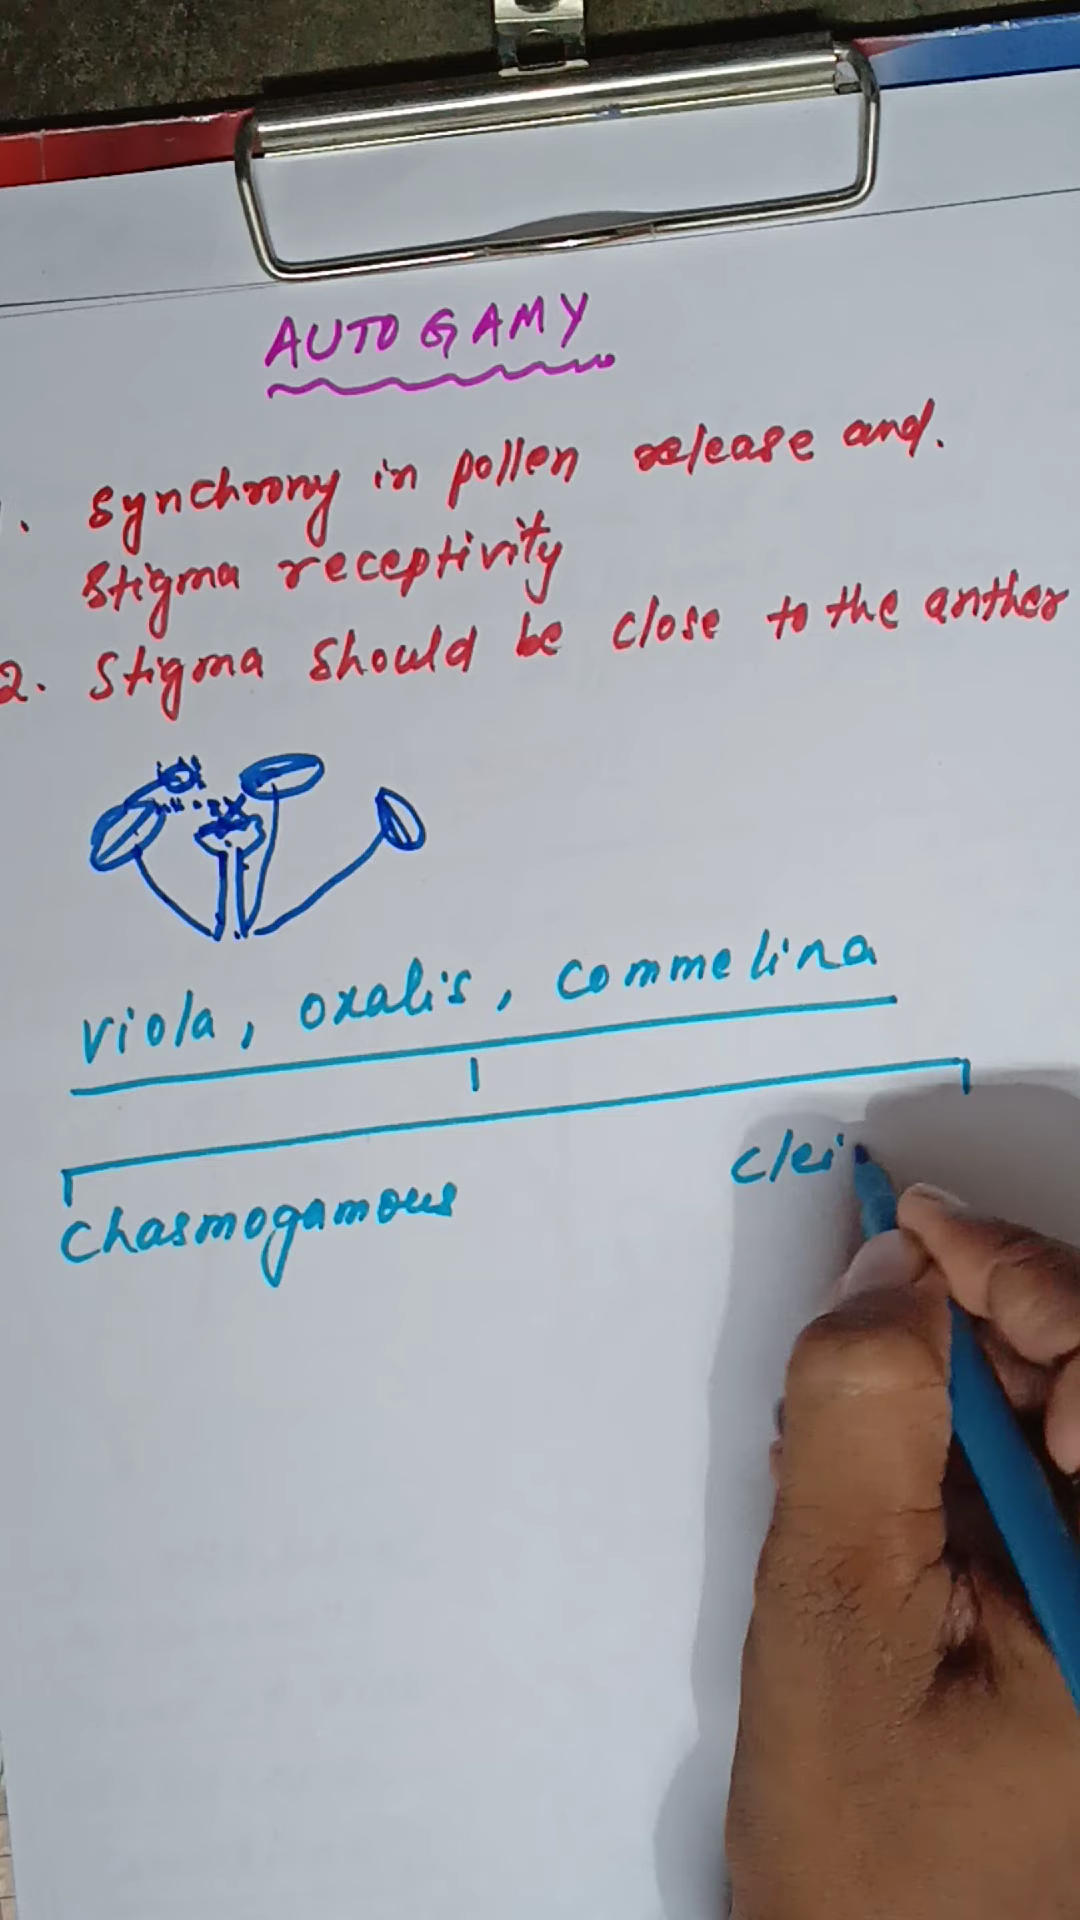 AUTOGAMY
1. Synchrony in pollen release and.
Stigma receptivity
2. Stigma should be close to the anther
viola, oxalis, commelina
Chasmogamous
clei